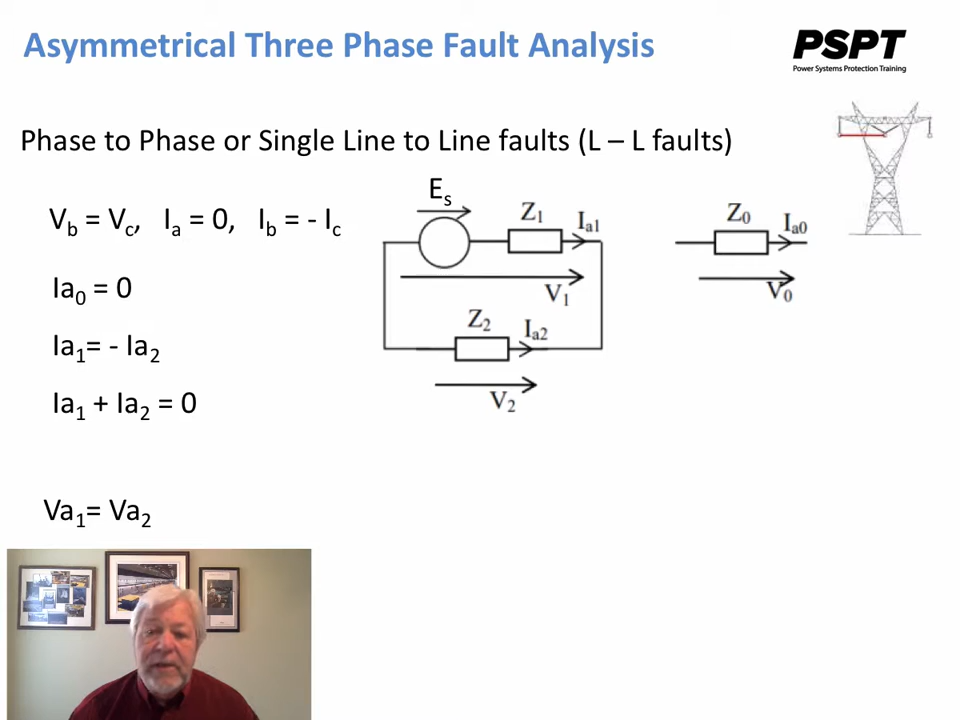 Asymmetrical Three Phase Fault Analysis
PSPT
Power Systems Protection Training
Phase to Phase or Single Line to Line faults (L – L faults)
V_b = V_c, I_a = 0, I_b = - I_c
Ia_0 = 0
Ia_1= - Ia_2
Ia_1 + Ia_2 = 0
Va_1= Va_2
E_s
Z_1 I_a1
V_1
Z_2 I_a2
V_2
Z_0 I_a0
V_0